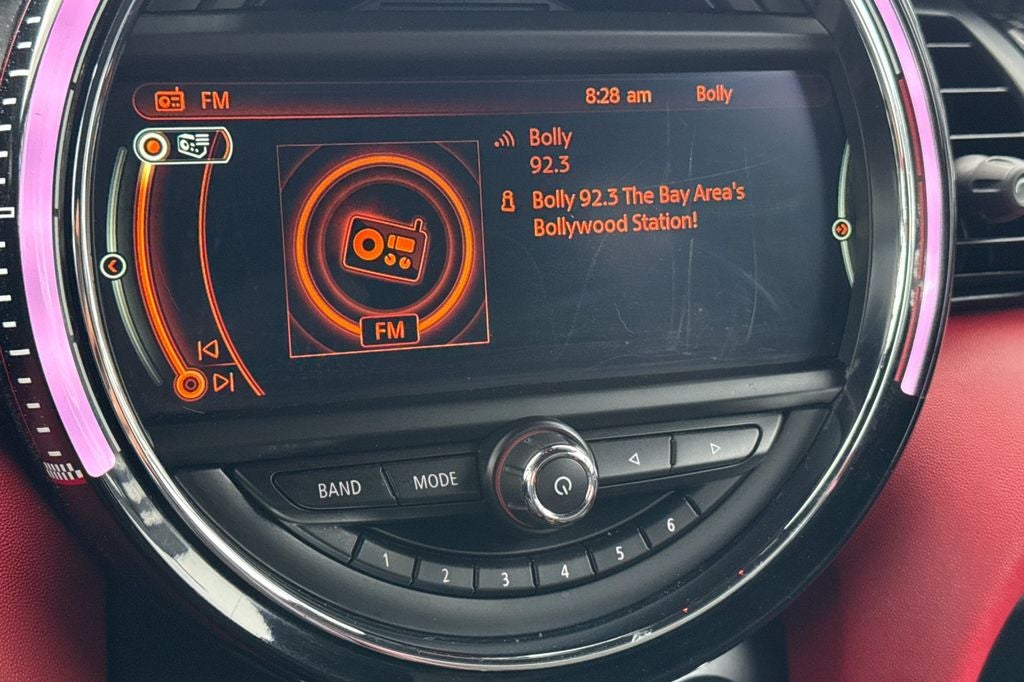 FM 8:28 am Bolly
Bolly
92.3
Bolly 92.3 The Bay Area's
Bollywood Station!
FM
BAND MODE
1 2 3 4 5 6